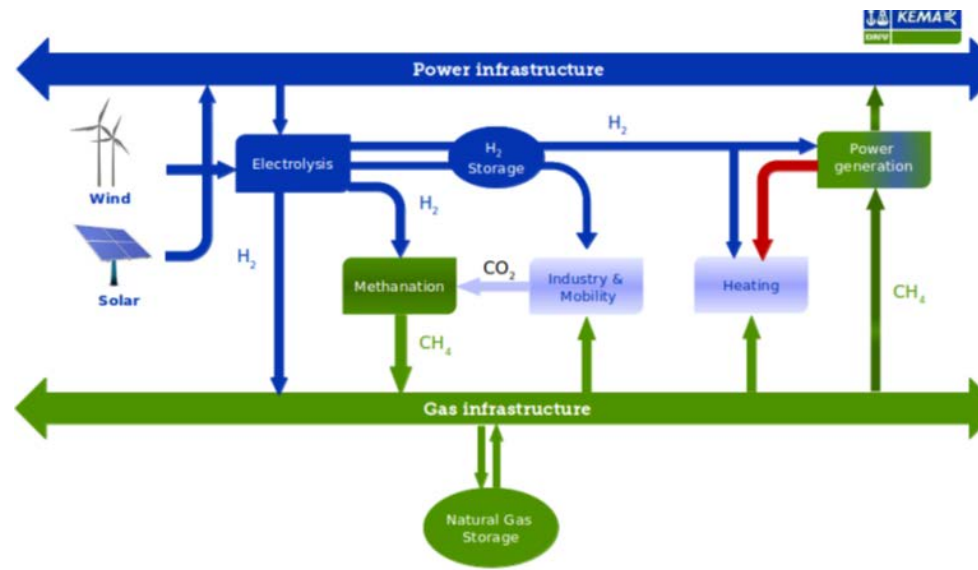 KEMA
DNV
Power infrastructure
H₂
Wind
Electrolysis
H₂
Storage
Power
generation
H₂
Solar
H₂
Methanation
CO₂
Industry &
Mobility
Heating
CH₄
CH₄
Gas infrastructure
Natural Gas
Storage